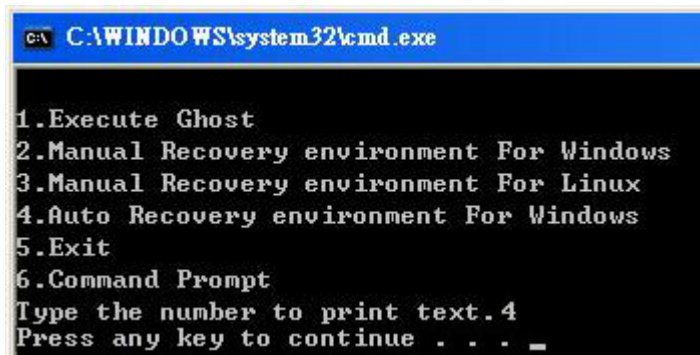 C:\WINDOWS\system32\cmd.exe
1.Execute Ghost
2.Manual Recovery environment For Windows
3.Manual Recovery environment For Linux
4.Auto Recovery environment For Windows
5.Exit
6.Command Prompt
Type the number to print text.4
Press any key to continue . . . _